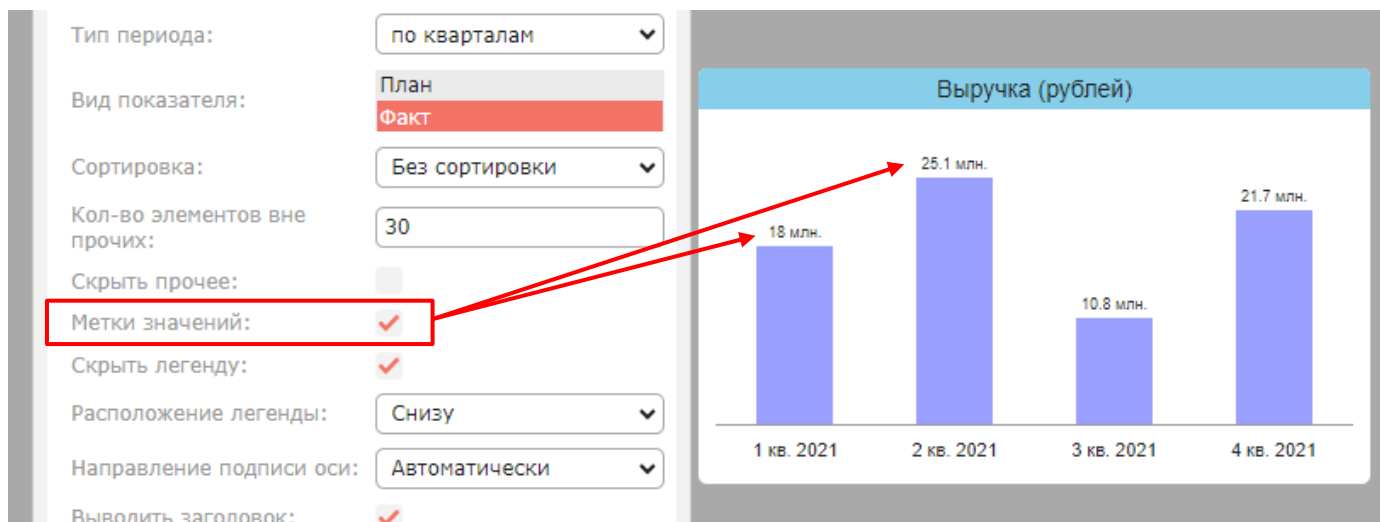 Тип периода:
по кварталам
Вид показателя:
План
Факт
Сортировка:
Без сортировки
Кол-во элементов вне
прочих:
30
Скрыть прочее:
Метки значений:
Скрыть легенду:
Расположение легенды:
Снизу
Направление подписи оси:
Автоматически
Выводить заголовок:
Выручка (рублей)
18 млн.
25.1 млн.
10.8 млн.
21.7 млн.
1 кв. 2021
2 кв. 2021
3 кв. 2021
4 кв. 2021